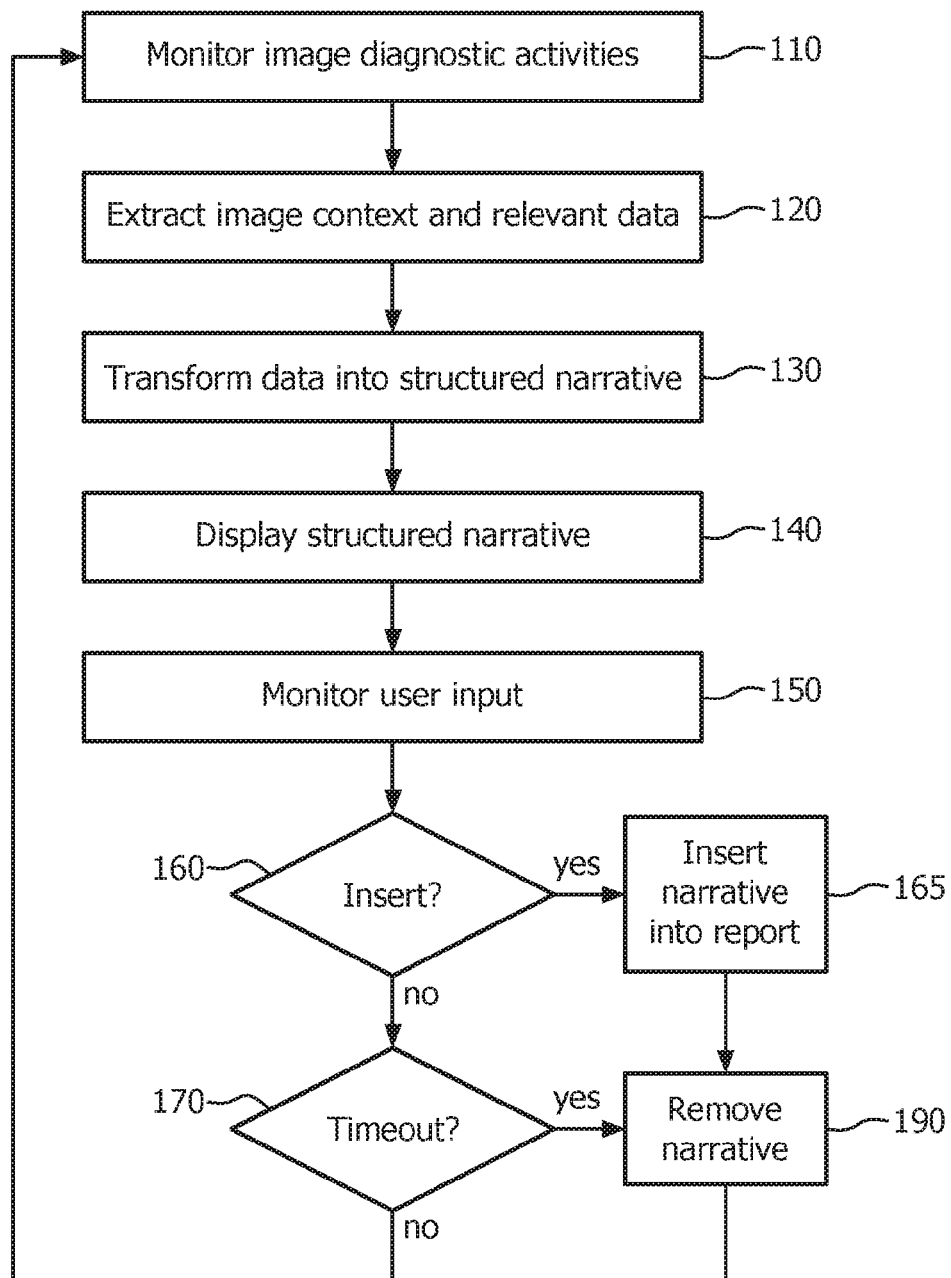 Monitor image diagnostic activities 110
Extract image context and relevant data 120
Transform data into structured narrative 130
Display structured narrative 140
Monitor user input 150
160 Insert? yes
Insert
narrative
into report
165
no
170 Timeout? yes
Remove
narrative
190
no